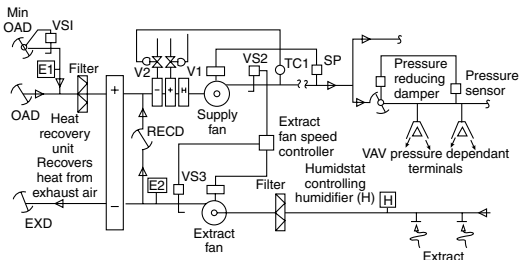 Min
OAD
VSI
E1
Filter
OAD
Heat
recovery
unit
Recovers
heat from
exhaust air
EXD
+
−
RECD
V2
V1
−
+
H
Supply
fan
VS2
TC1
SP
Extract
fan speed
controller
E2
VS3
Extract
fan
Filter
Humidstat
controlling
humidifier (H)
H
Pressure
reducing
damper
Pressure
sensor
VAV pressure dependant
terminals
Extract